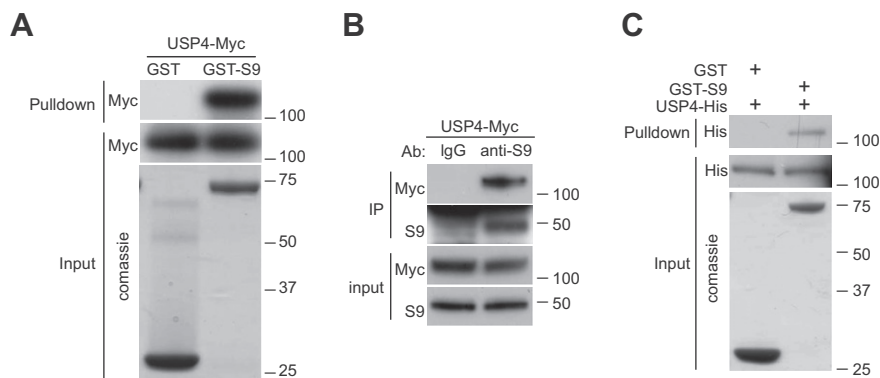 A
USP4-Myc
GST GST-S9
Pulldown
Myc
100
Myc
100
75
50
37
25
Input
comassie
B
USP4-Myc
Ab: IgG anti-S9
IP
Myc
100
S9
50
input
Myc
100
S9
50
C
GST +
GST-S9 +
USP4-His + +
Pulldown
His
100
His
100
75
50
37
25
Input
comassie